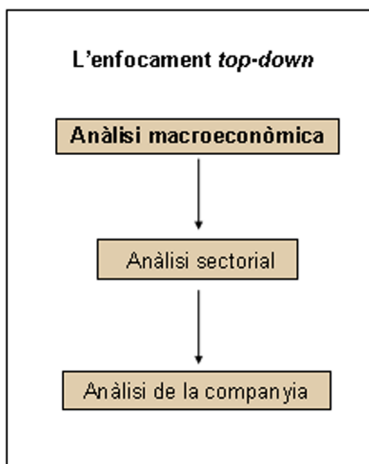 L'enfocament top-down
Anàlisi macroeconòmica
Anàlisi sectorial
Anàlisi de la companyia